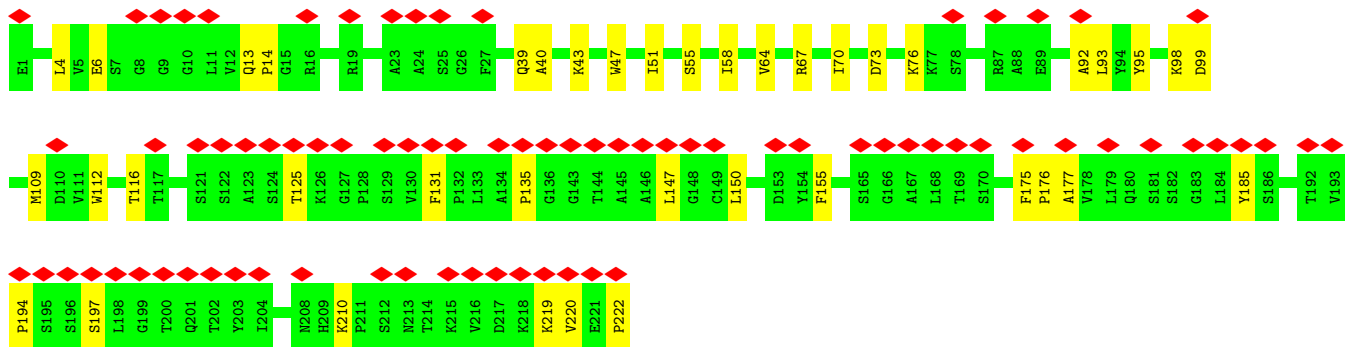 E1 L4 V5 E6 S7 G8 G9 G10 L11 V12 Q13 P14 G15 R16 R19 A23 A24 S25 G26 F27 Q39 A40 K43 W47 I51 S55 I58 V64 R67 I70 D73 K76 K77 S78 R87 A88 E89 A92 L93 Y94 Y95 K98 D99
M109 D110 V111 W112 T116 T117 S121 S122 A123 S124 T125 K126 G127 P128 S129 V130 F131 P132 L133 A134 P135 G136 G143 T144 A145 A146 L147 G148 C149 L150 D153 Y154 F155 S165 G166 A167 L168 T169 S170 F175 P176 A177 V178 L179 Q180 S181 S182 G183 L184 Y185 S186 T192 V193
P194 S195 S196 S197 L198 G199 T200 Q201 T202 Y203 I204 N208 H209 K210 P211 S212 N213 T214 K215 V216 D217 K218 K219 V220 E221 P222